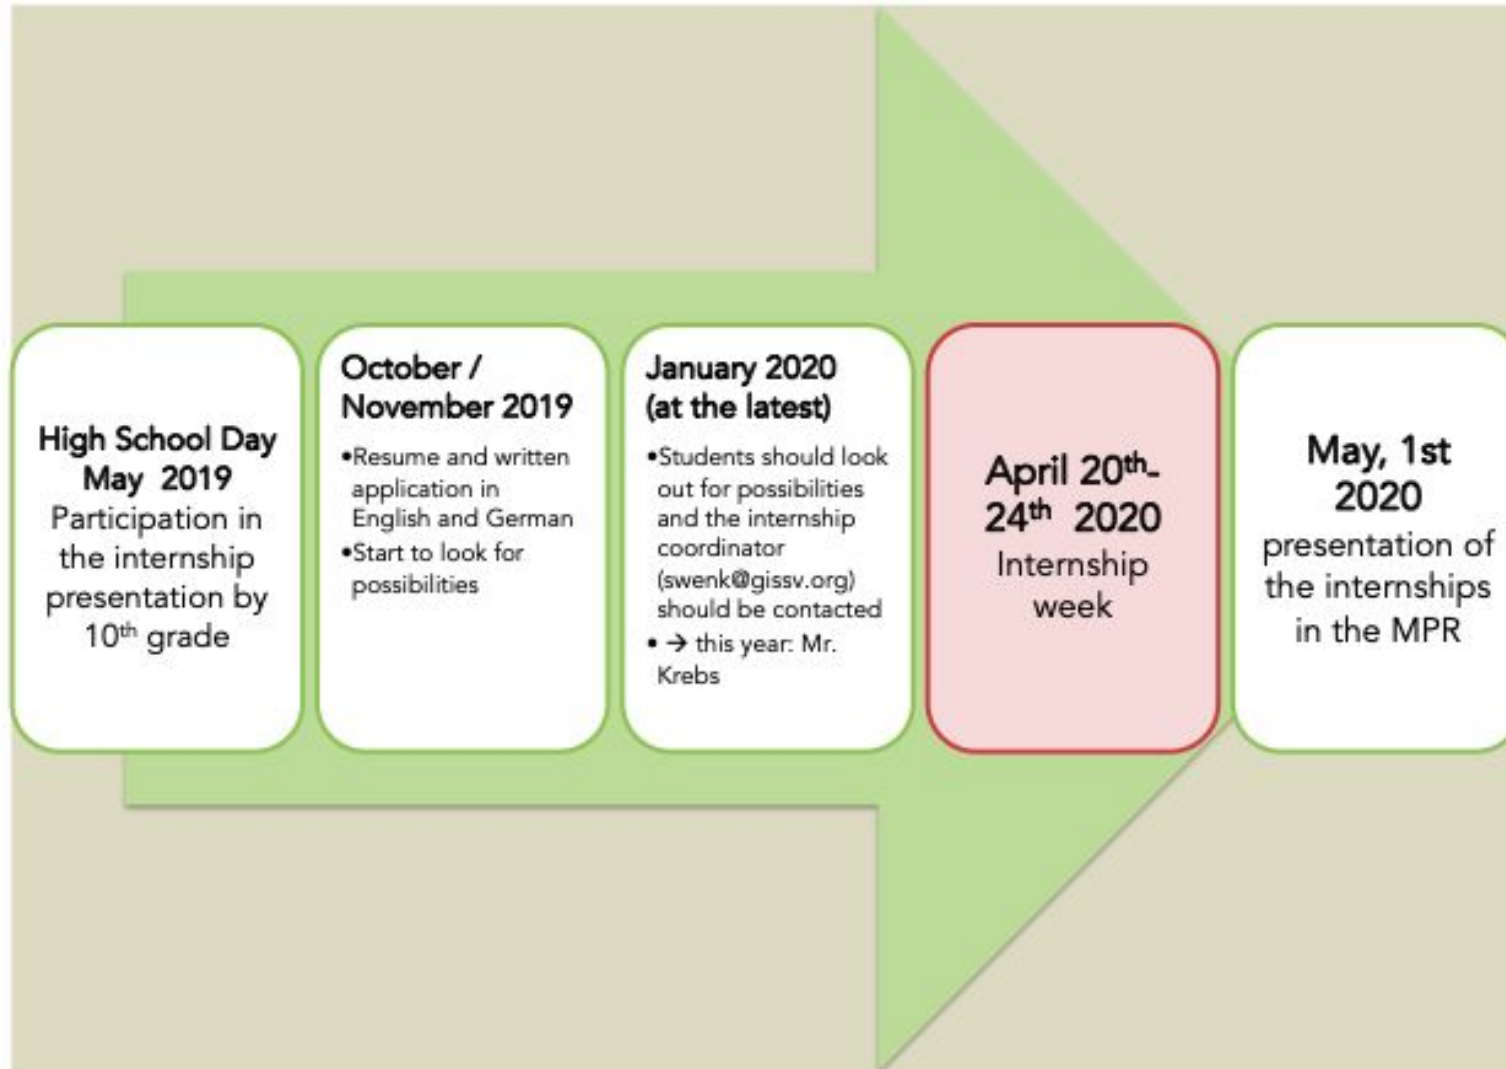 High School Day
May 2019
Participation in
the internship
presentation by
10th grade
October /
November 2019
•Resume and written
application in
English and German
•Start to look for
possibilities
January 2020
(at the latest)
•Students should look
out for possibilities
and the internship
coordinator
(swenk@gissv.org)
should be contacted
• → this year: Mr.
Krebs
April 20th-
24th 2020
Internship
week
May, 1st
2020
presentation of
the internships
in the MPR